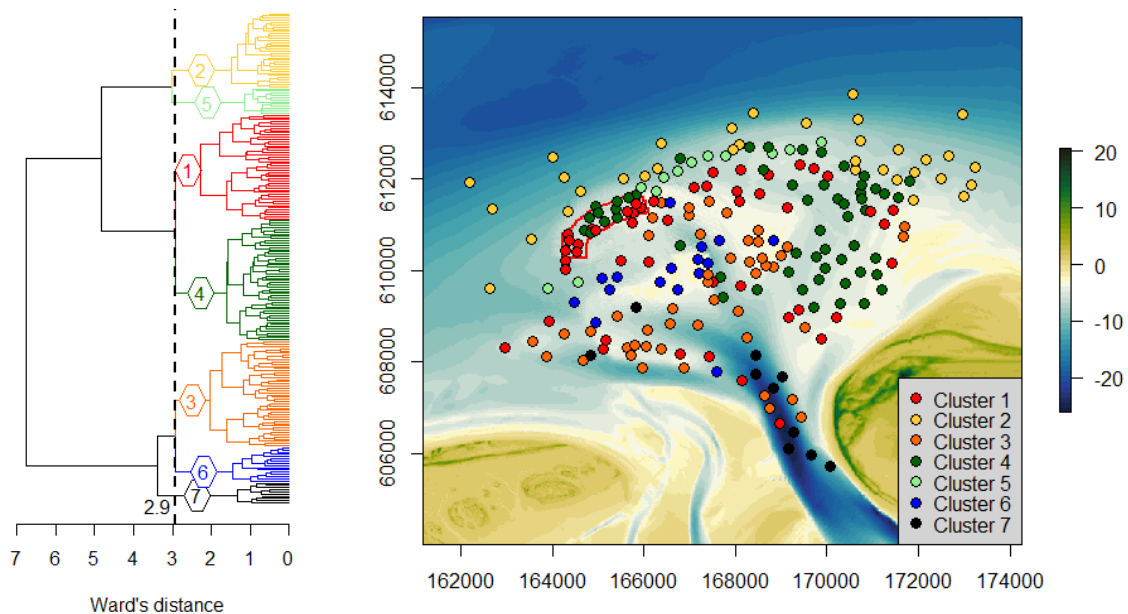 2
5
1
4
3
6
7
2.9
7 6 5 4 3 2 1 0
Ward's distance
614000
612000
610000
608000
606000
162000 164000 166000 168000 170000 172000 174000
Cluster 1
Cluster 2
Cluster 3
Cluster 4
Cluster 5
Cluster 6
Cluster 7
20
10
0
-10
-20